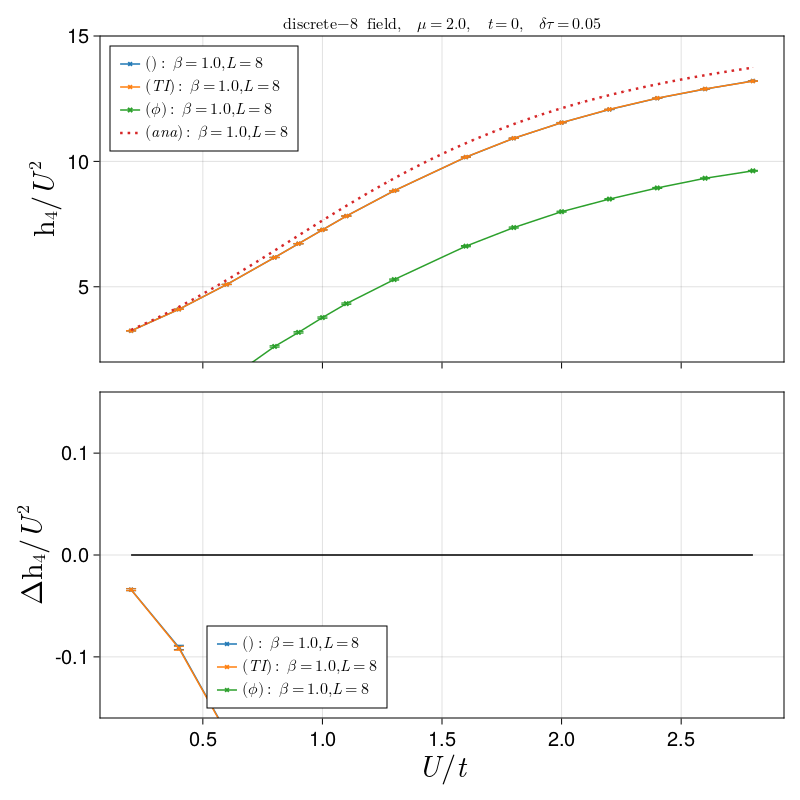 discrete−8 field, μ = 2.0, t = 0, δτ = 0.05
15
10
5
h₄/U²
() : β = 1.0,L = 8
(TI) : β = 1.0,L = 8
(ϕ) : β = 1.0,L = 8
(ana) : β = 1.0,L = 8
0.1
0.0
-0.1
Δh₄/U²
() : β = 1.0,L = 8
(TI) : β = 1.0,L = 8
(ϕ) : β = 1.0,L = 8
0.5 1.0 1.5 2.0 2.5
U/t